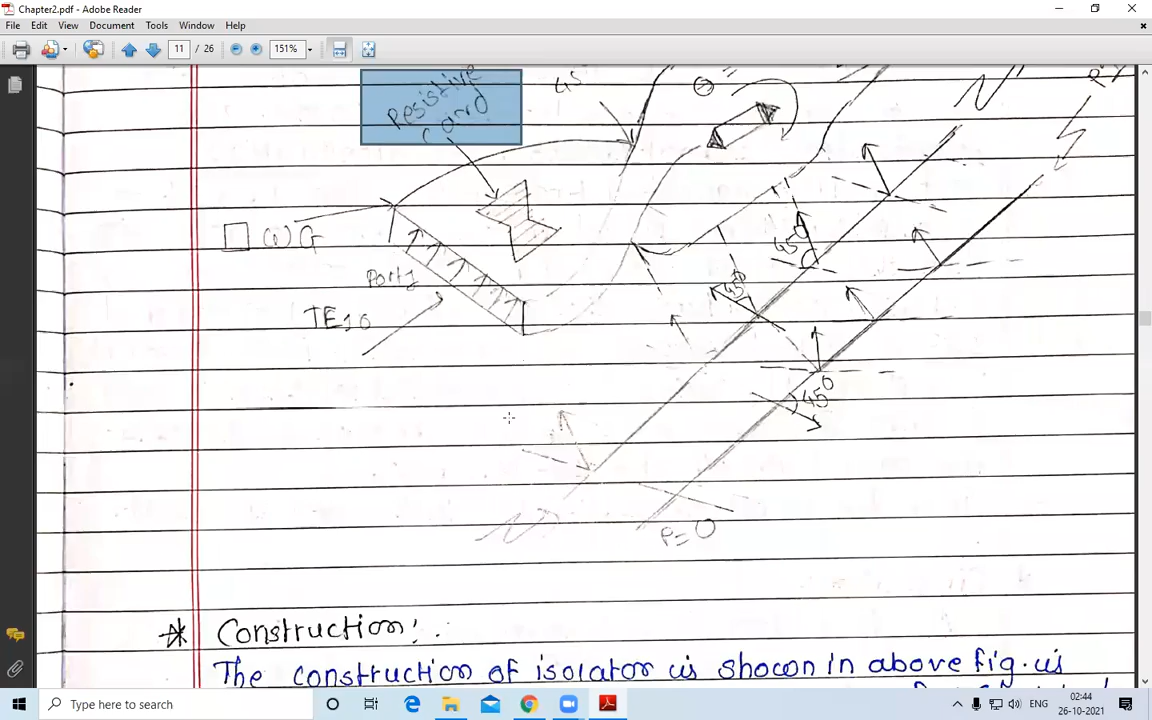 Chapter2.pdf - Adobe Reader
File Edit View Document Tools Window Help
11 / 26 151%
Resistive
Card
45
□ WG
Port1
TE10
45°
45°
45°
P=0
* Construction:
The construction of isolator is shown in above fig. is
Type here to search
ENG
02:44
26-10-2021